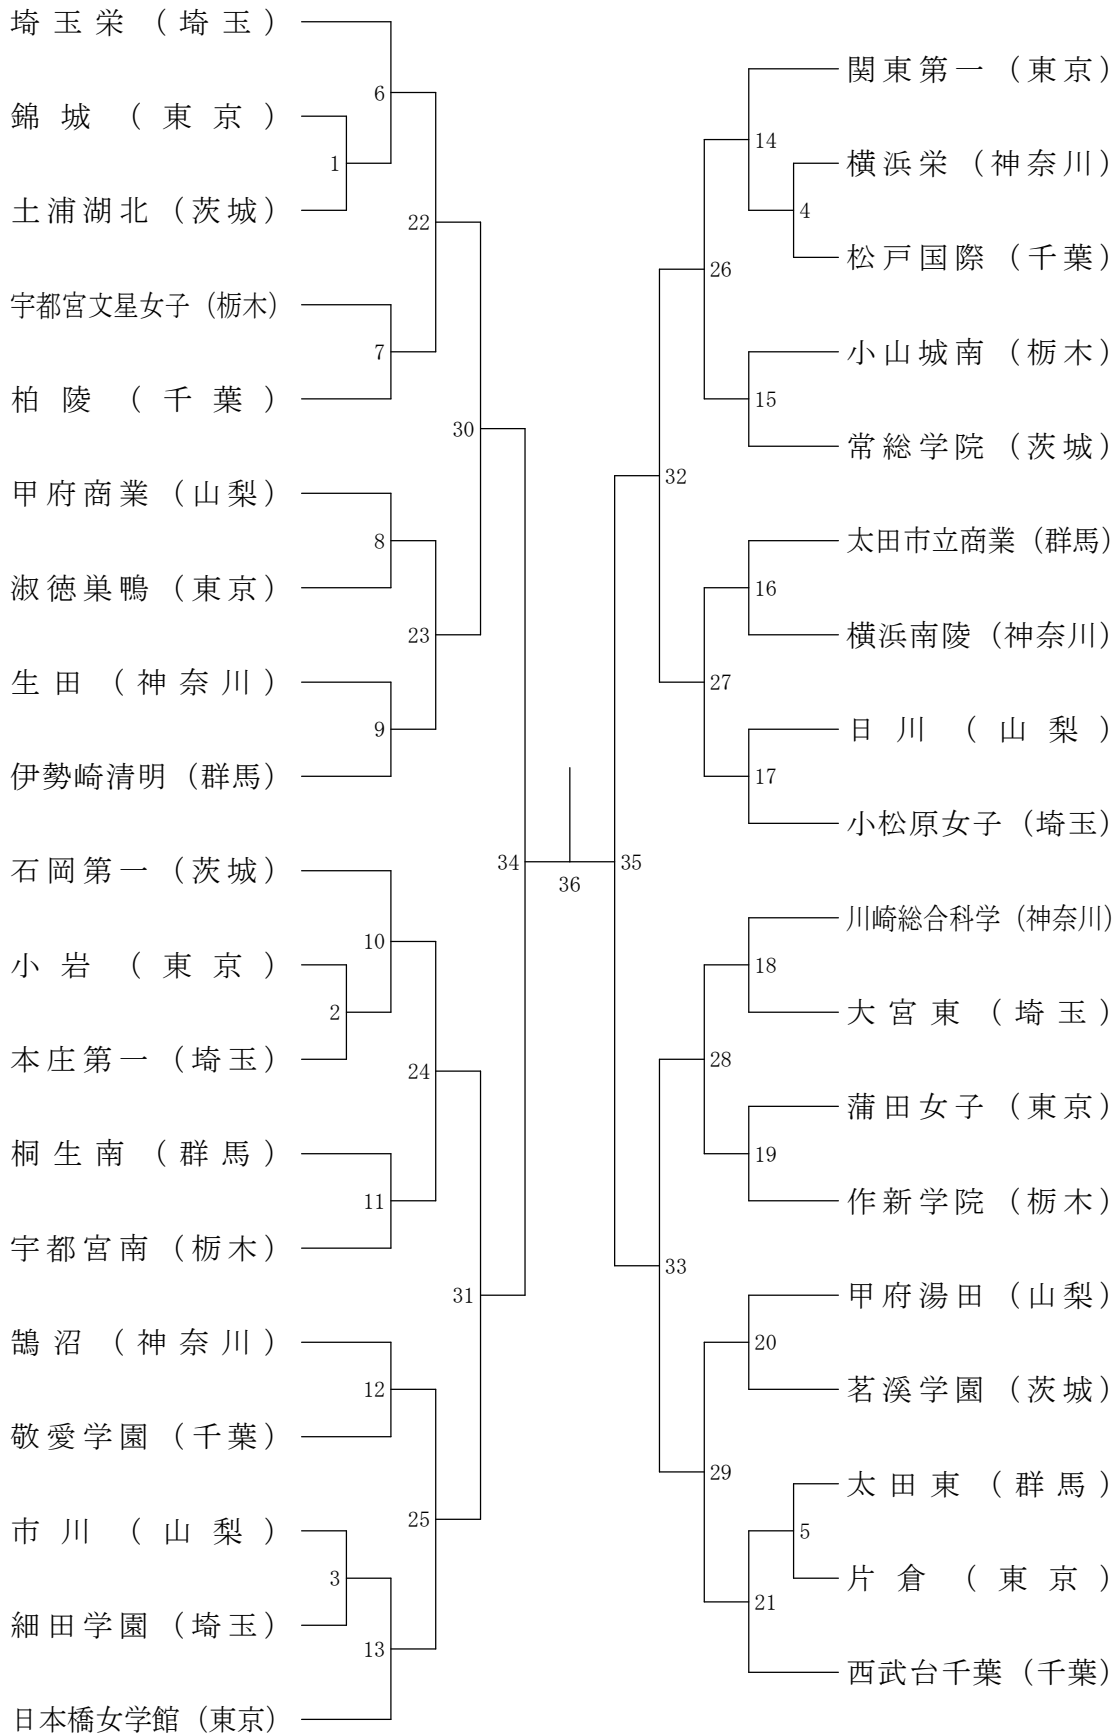 埼玉栄（埼玉）
錦城（東京）
土浦湖北（茨城）
宇都宮文星女子（栃木）
柏陵（千葉）
甲府商業（山梨）
淑徳巣鴨（東京）
生田（神奈川）
伊勢崎清明（群馬）
石岡第一（茨城）
小岩（東京）
本庄第一（埼玉）
桐生南（群馬）
宇都宮南（栃木）
鵠沼（神奈川）
敬愛学園（千葉）
市川（山梨）
細田学園（埼玉）
日本橋女学館（東京）
1
2
3
6
7
8
9
10
11
12
13
22
23
24
25
30
31
34
36
35
32
33
26
27
28
29
14
15
16
17
18
19
20
21
4
5
関東第一（東京）
横浜栄（神奈川）
松戸国際（千葉）
小山城南（栃木）
常総学院（茨城）
太田市立商業（群馬）
横浜南陵（神奈川）
日川（山梨）
小松原女子（埼玉）
川崎総合科学（神奈川）
大宮東（埼玉）
蒲田女子（東京）
作新学院（栃木）
甲府湯田（山梨）
茗溪学園（茨城）
太田東（群馬）
片倉（東京）
西武台千葉（千葉）